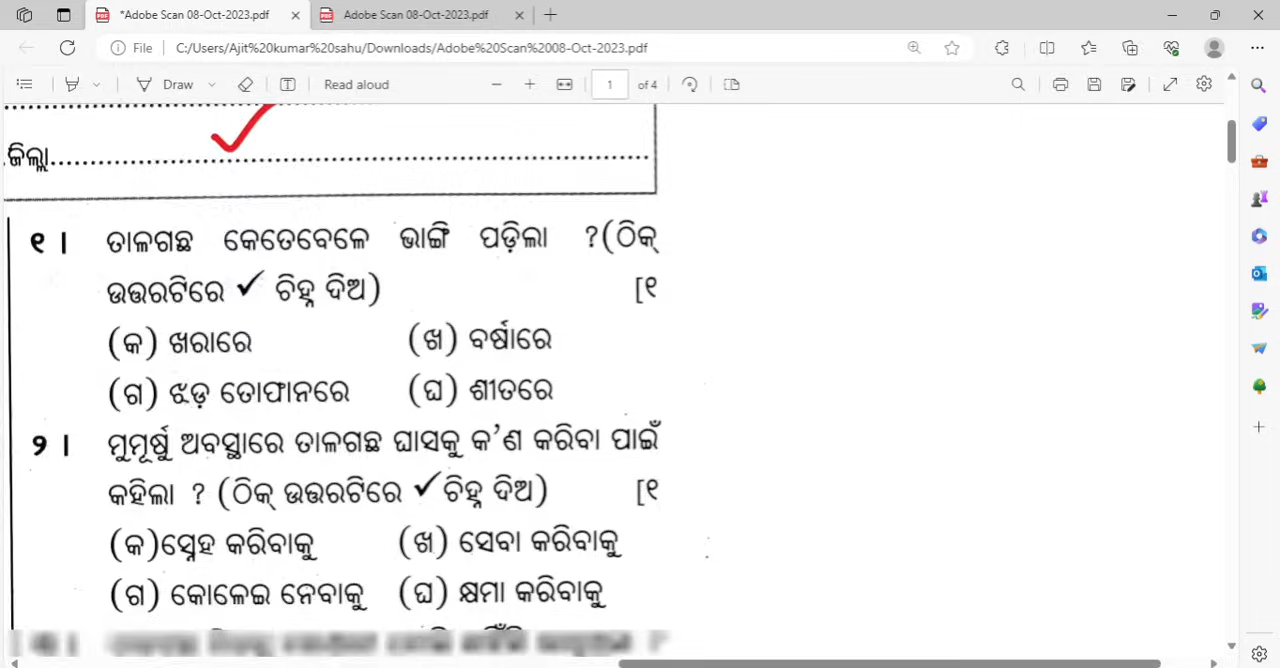 *Adobe Scan 08-Oct-2023.pdf
Adobe Scan 08-Oct-2023.pdf
File
C:/Users/Ajit%20kumar%20sahu/Downloads/Adobe%20Scan%2008-Oct-2023.pdf
Draw
Read aloud
1
of 4
ଜିଲ୍ଲା
୧ । ତାଳଗଛ କେତେବେଳେ ଭାଙ୍ଗି ପଡ଼ିଲା ?(ଠିକ୍
ଉତ୍ତରଟିରେ ✓ ଚିହ୍ନ ଦିଅ) [୧
(କ) ଖରାରେ (ଖ) ବର୍ଷାରେ
(ଗ) ଝଡ଼ ତୋଫାନରେ (ଘ) ଶୀତରେ
୨ । ମୁମୂର୍ଷୁ ଅବସ୍ଥାରେ ତାଳଗଛ ଘାସକୁ କ’ଣ କରିବା ପାଇଁ
କହିଲା ? (ଠିକ୍ ଉତ୍ତରଟିରେ ✓ ଚିହ୍ନ ଦିଅ) [୧
(କ)ସ୍ନେହ କରିବାକୁ (ଖ) ସେବା କରିବାକୁ
(ଗ) କୋଳେଇ ନେବାକୁ (ଘ) କ୍ଷମା କରିବାକୁ